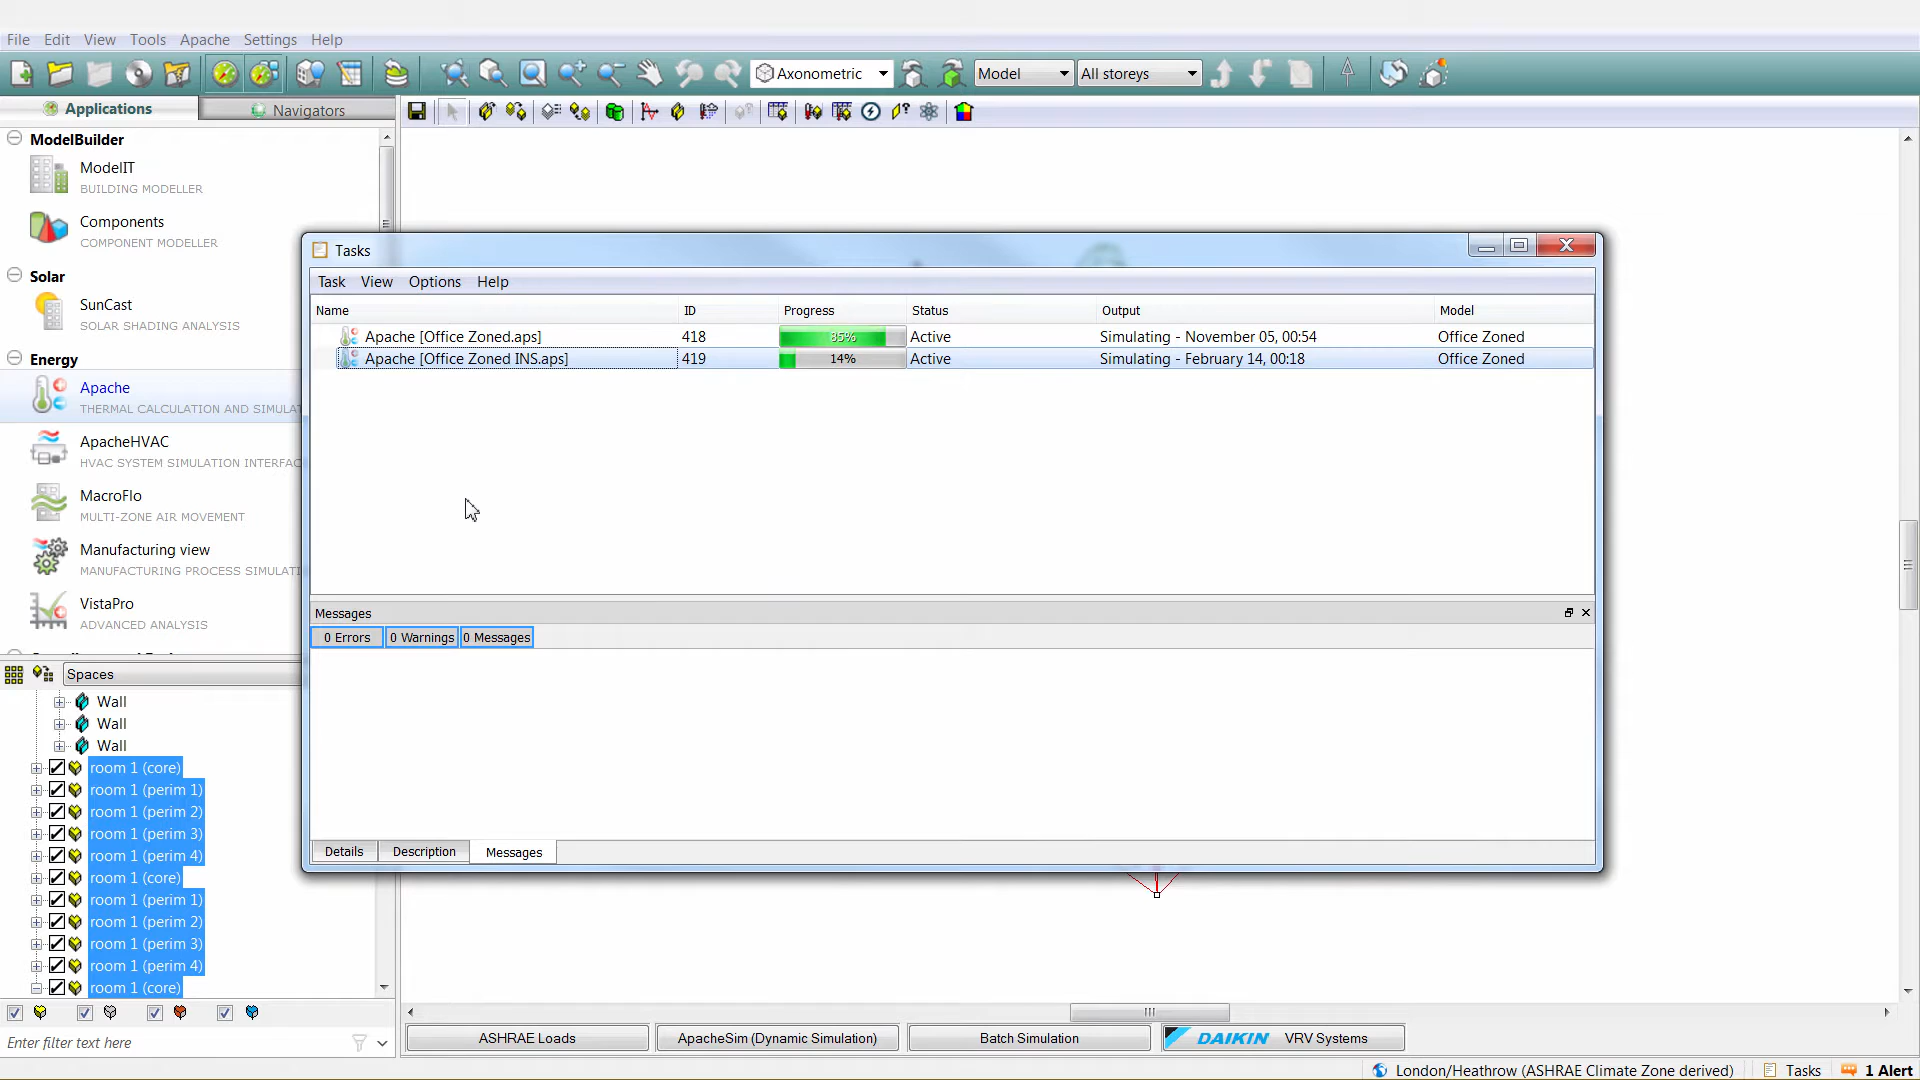 File Edit View Tools Apache Settings Help
Axonometric Model All storeys
Applications Navigators
ModelBuilder
ModelIT
BUILDING MODELLER
Components
COMPONENT MODELLER
Solar
SunCast
SOLAR SHADING ANALYSIS
Energy
Apache
THERMAL CALCULATION AND SIMULAT
ApacheHVAC
HVAC SYSTEM SIMULATION INTERFAC
MacroFlo
MULTI-ZONE AIR MOVEMENT
Manufacturing view
MANUFACTURING PROCESS SIMULATI
VistaPro
ADVANCED ANALYSIS
Spaces
Wall
Wall
Wall
room 1 (core)
room 1 (perim 1)
room 1 (perim 2)
room 1 (perim 3)
room 1 (perim 4)
room 1 (core)
room 1 (perim 1)
room 1 (perim 2)
room 1 (perim 3)
room 1 (perim 4)
room 1 (core)
Enter filter text here
Tasks
Task View Options Help
Name ID Progress Status Output Model
Apache [Office Zoned.aps] 418 85% Active Simulating - November 05, 00:54 Office Zoned
Apache [Office Zoned INS.aps] 419 14% Active Simulating - February 14, 00:18 Office Zoned
Messages
0 Errors 0 Warnings 0 Messages
Details Description Messages
ASHRAE Loads ApacheSim (Dynamic Simulation) Batch Simulation DAIKIN VRV Systems
London/Heathrow (ASHRAE Climate Zone derived) Tasks 1 Alert